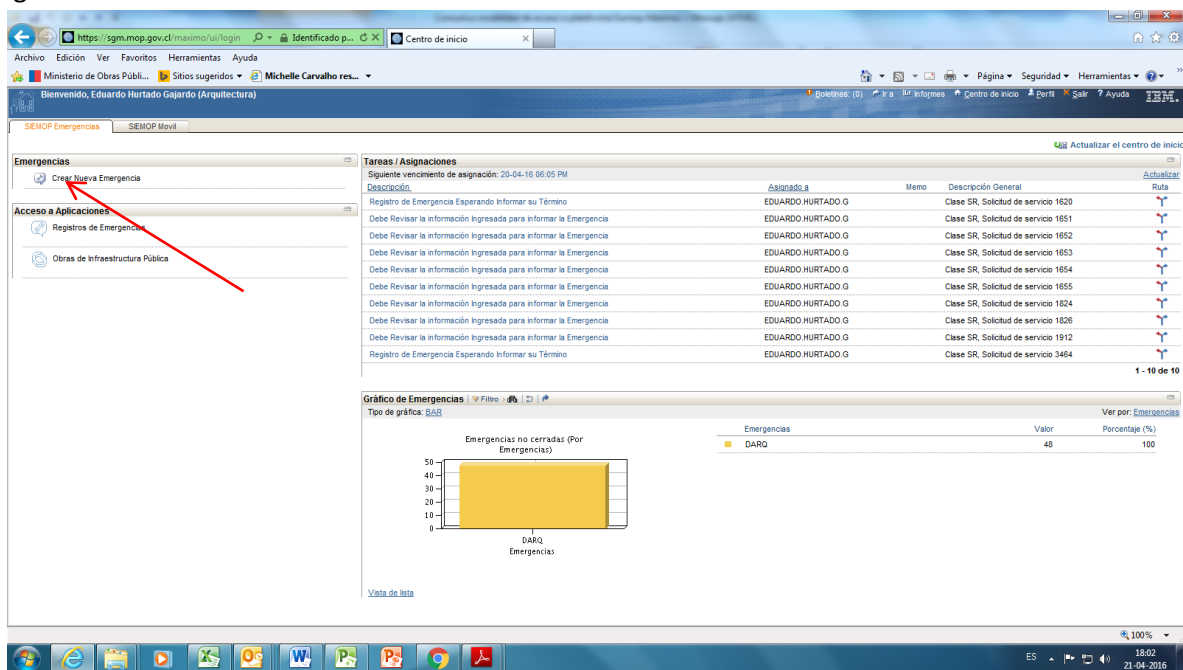 https://sgm.mop.gov.cl/maximo/ui/login
Identificado p...
Centro de inicio
Archivo Edición Ver Favoritos Herramientas Ayuda
Ministerio de Obras Públi... Sitios sugeridos Michelle Carvalho res...
Página Seguridad Herramientas
Bienvenido, Eduardo Hurtado Gajardo (Arquitectura)
Boletines: (0) Ir a Informes Centro de inicio Perfil Salir ? Ayuda IBM.
SIEMOP Emergencias SIEMOP Movil
Actualizar el centro de inicio
Emergencias
Crear Nueva Emergencia
Acceso a Aplicaciones
Registros de Emergencias
Obras de Infraestructura Pública
Tareas / Asignaciones
Siguiente vencimiento de asignación: 20-04-16 06:05 PM Actualizar
Descripción Asignado a Memo Descripción General Ruta
Registro de Emergencia Esperando Informar su Término EDUARDO.HURTADO.G Clase SR, Solicitud de servicio 1620
Debe Revisar la información Ingresada para informar la Emergencia EDUARDO.HURTADO.G Clase SR, Solicitud de servicio 1651
Debe Revisar la información Ingresada para informar la Emergencia EDUARDO.HURTADO.G Clase SR, Solicitud de servicio 1652
Debe Revisar la información Ingresada para informar la Emergencia EDUARDO.HURTADO.G Clase SR, Solicitud de servicio 1653
Debe Revisar la información Ingresada para informar la Emergencia EDUARDO.HURTADO.G Clase SR, Solicitud de servicio 1654
Debe Revisar la información Ingresada para informar la Emergencia EDUARDO.HURTADO.G Clase SR, Solicitud de servicio 1655
Debe Revisar la información Ingresada para informar la Emergencia EDUARDO.HURTADO.G Clase SR, Solicitud de servicio 1824
Debe Revisar la información Ingresada para informar la Emergencia EDUARDO.HURTADO.G Clase SR, Solicitud de servicio 1826
Debe Revisar la información Ingresada para informar la Emergencia EDUARDO.HURTADO.G Clase SR, Solicitud de servicio 1912
Registro de Emergencia Esperando Informar su Término EDUARDO.HURTADO.G Clase SR, Solicitud de servicio 3464
1 - 10 de 10
Gráfico de Emergencias Filtro
Tipo de gráfica: BAR Ver por: Emergencias
Emergencias Valor Porcentaje (%)
DARQ 48 100
Emergencias no cerradas (Por
Emergencias)
50
40
30
20
10
0
DARQ
Emergencias
Vista de lista
100%
ES
18:02
21-04-2016